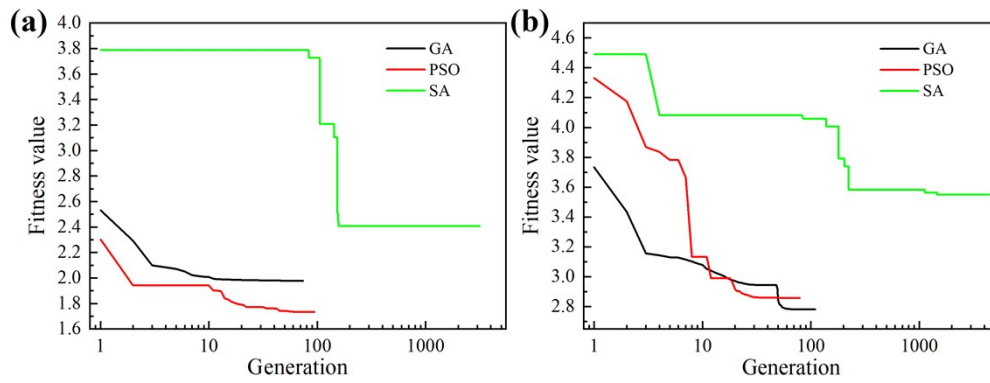 (a)
4.0
3.8
3.6
3.4
3.2
3.0
2.8
2.6
2.4
2.2
2.0
1.8
1.6
Fitness value
GA
PSO
SA
1
10
100
1000
Generation
(b)
4.6
4.4
4.2
4.0
3.8
3.6
3.4
3.2
3.0
2.8
Fitness value
GA
PSO
SA
1
10
100
1000
Generation